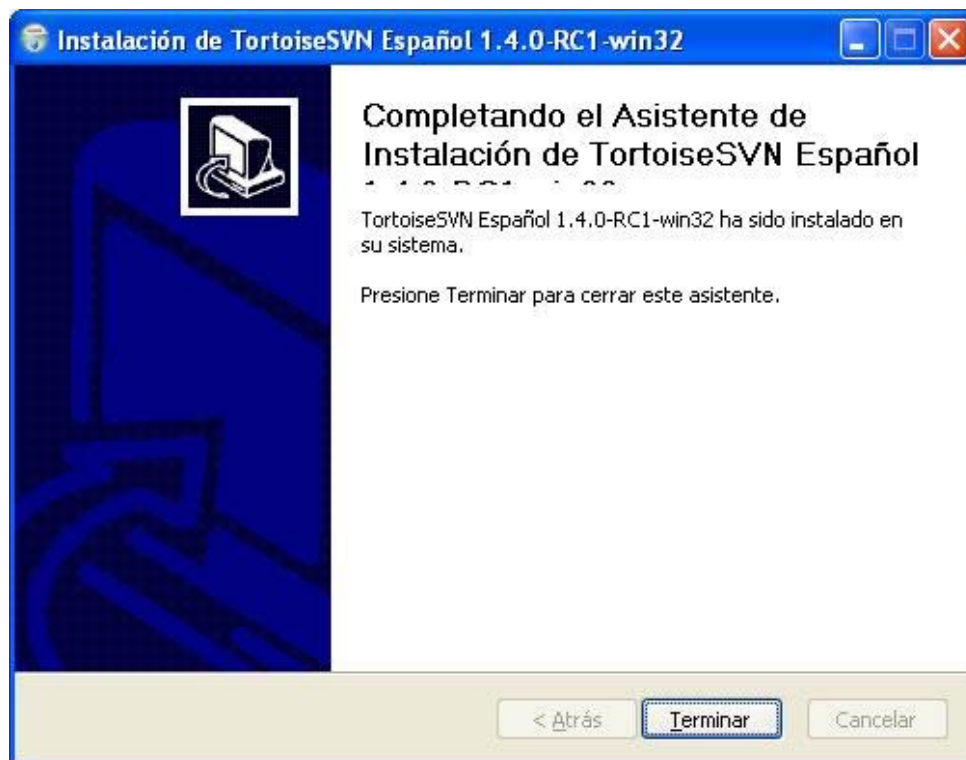 Instalación de TortoiseSVN Español 1.4.0-RC1-win32
Completando el Asistente de
Instalación de TortoiseSVN Español
TortoiseSVN Español 1.4.0-RC1-win32 ha sido instalado en
su sistema.
Presione Terminar para cerrar este asistente.
< Atrás
Terminar
Cancelar